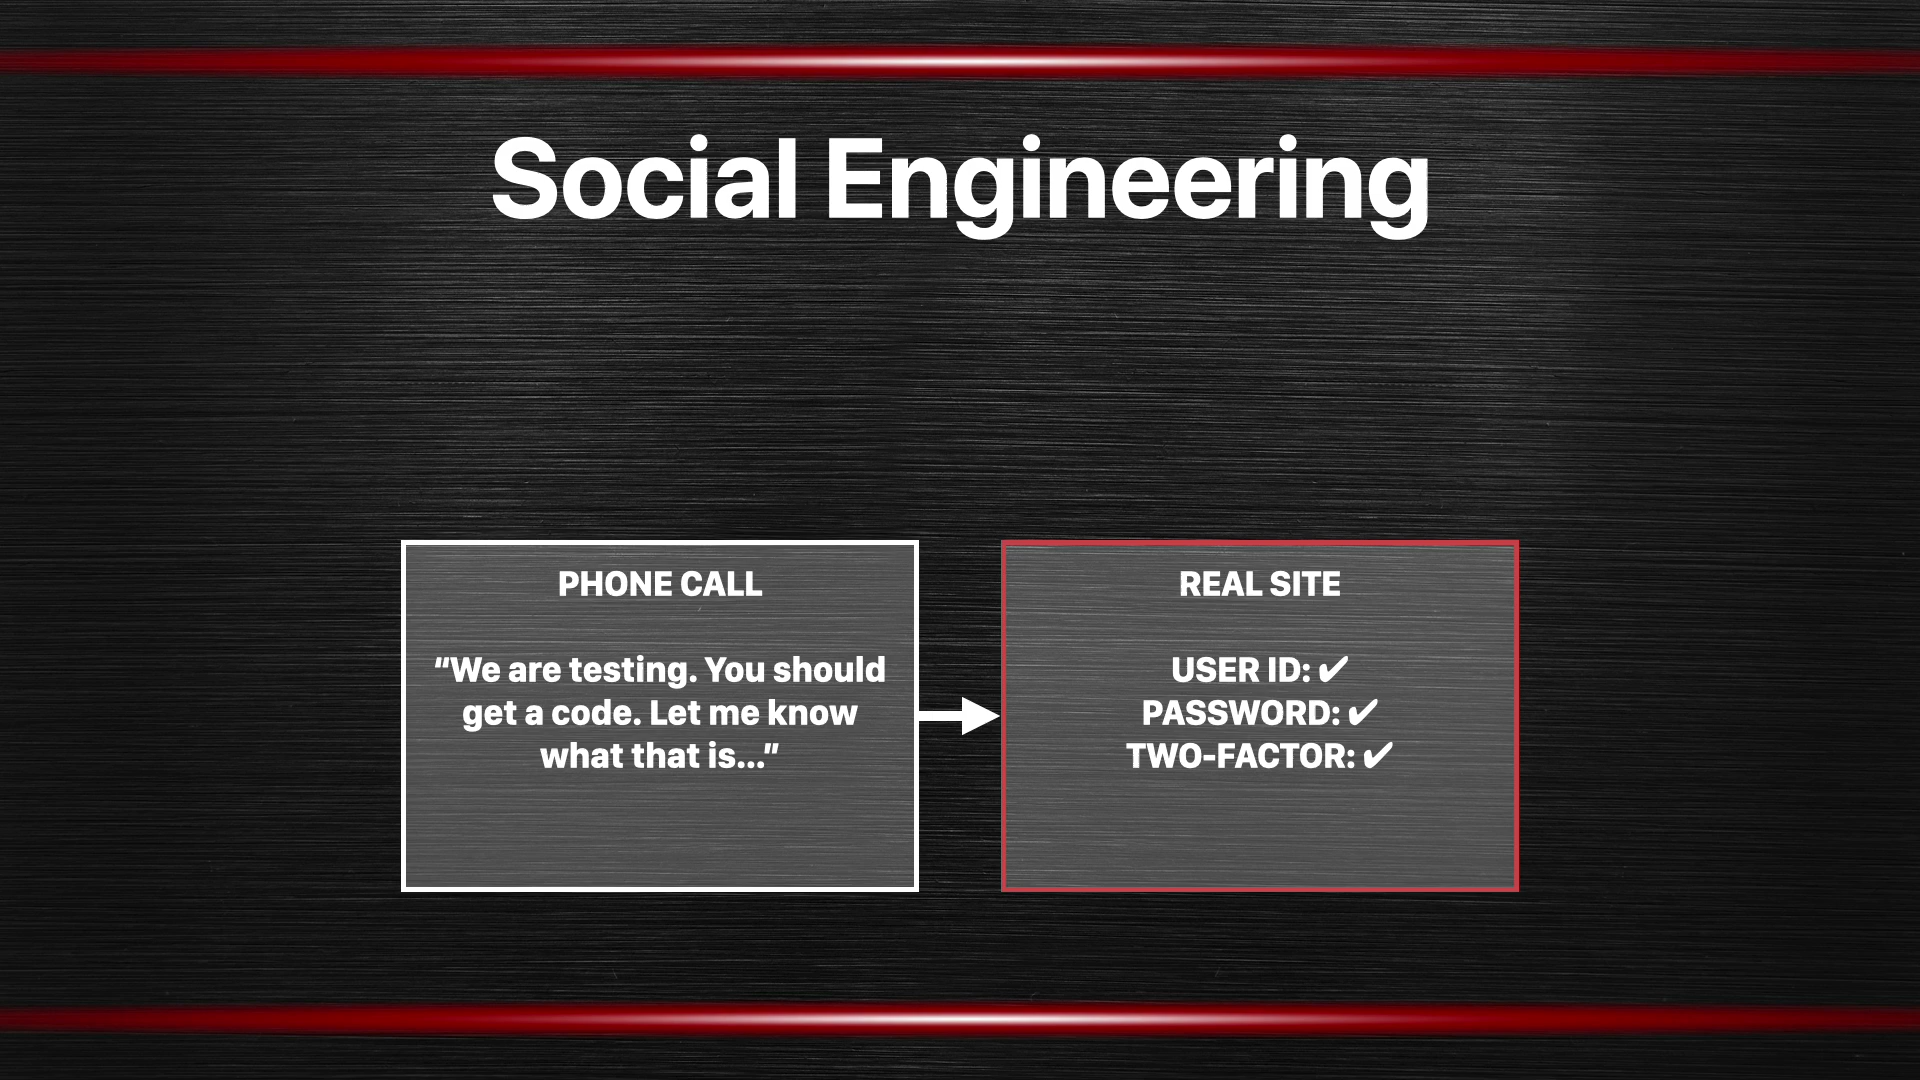 Social Engineering
PHONE CALL
“We are testing. You should
get a code. Let me know
what that is...”
REAL SITE
USER ID: ✔
PASSWORD: ✔
TWO-FACTOR: ✔